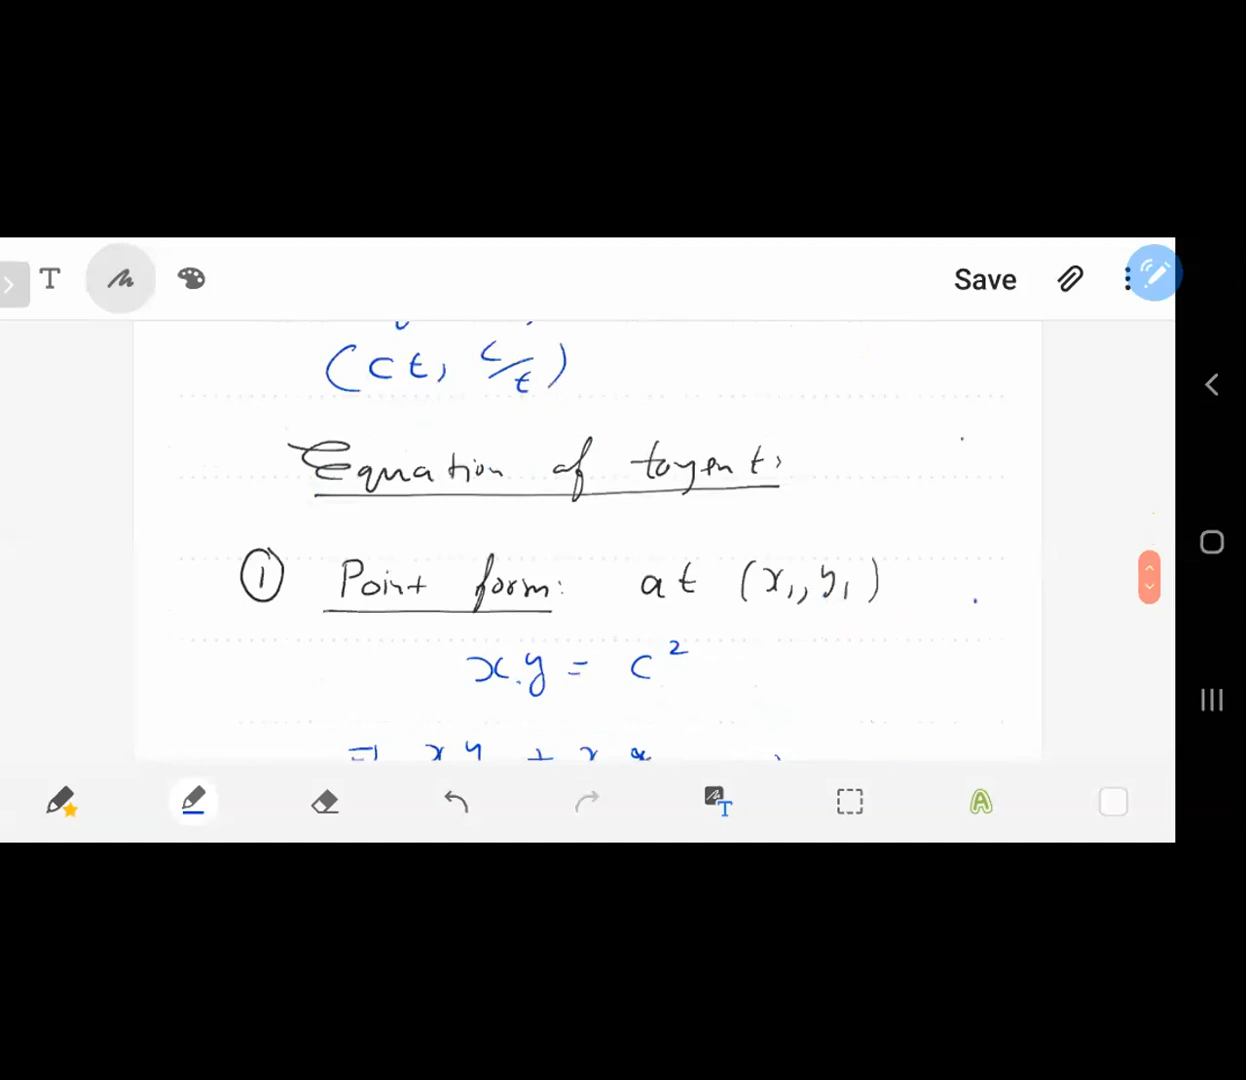 T
Save
(ct, c/t)
Equation of tangent:
① Point form: at (x₁, y₁)
x.y = c²